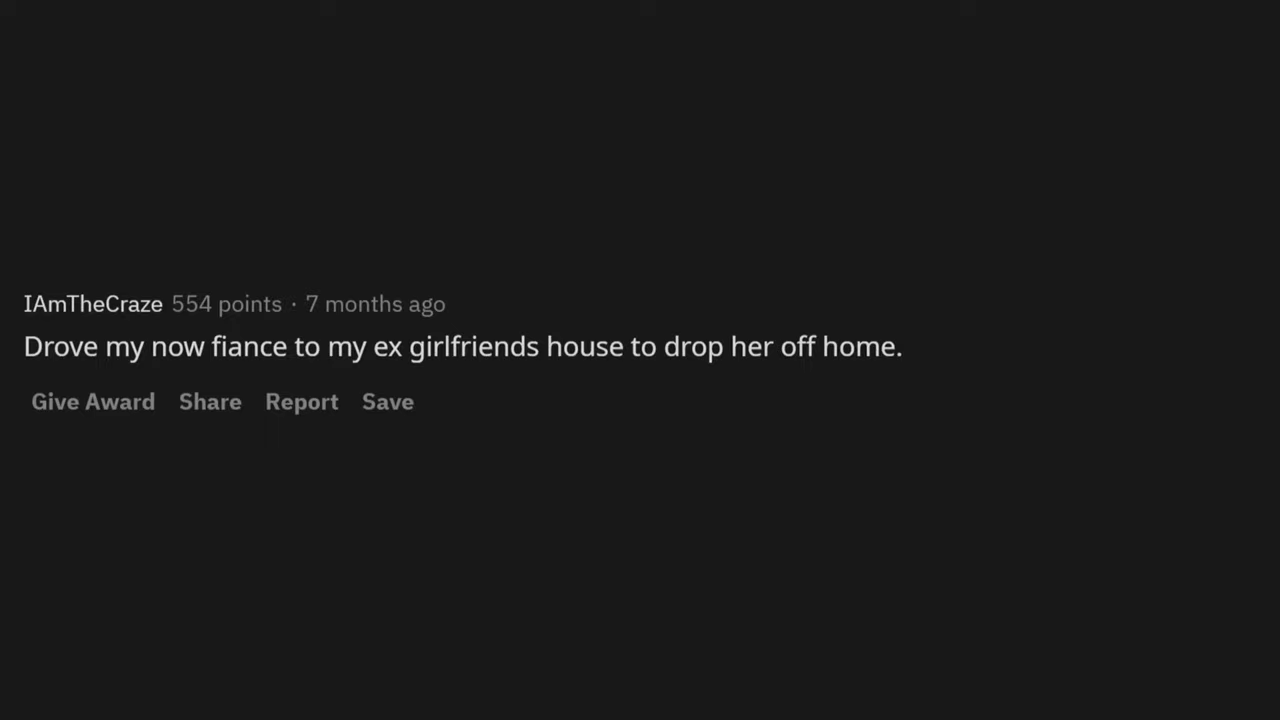 IAmTheCraze 554 points · 7 months ago
Drove my now fiance to my ex girlfriends house to drop her off home.
Give Award Share Report Save